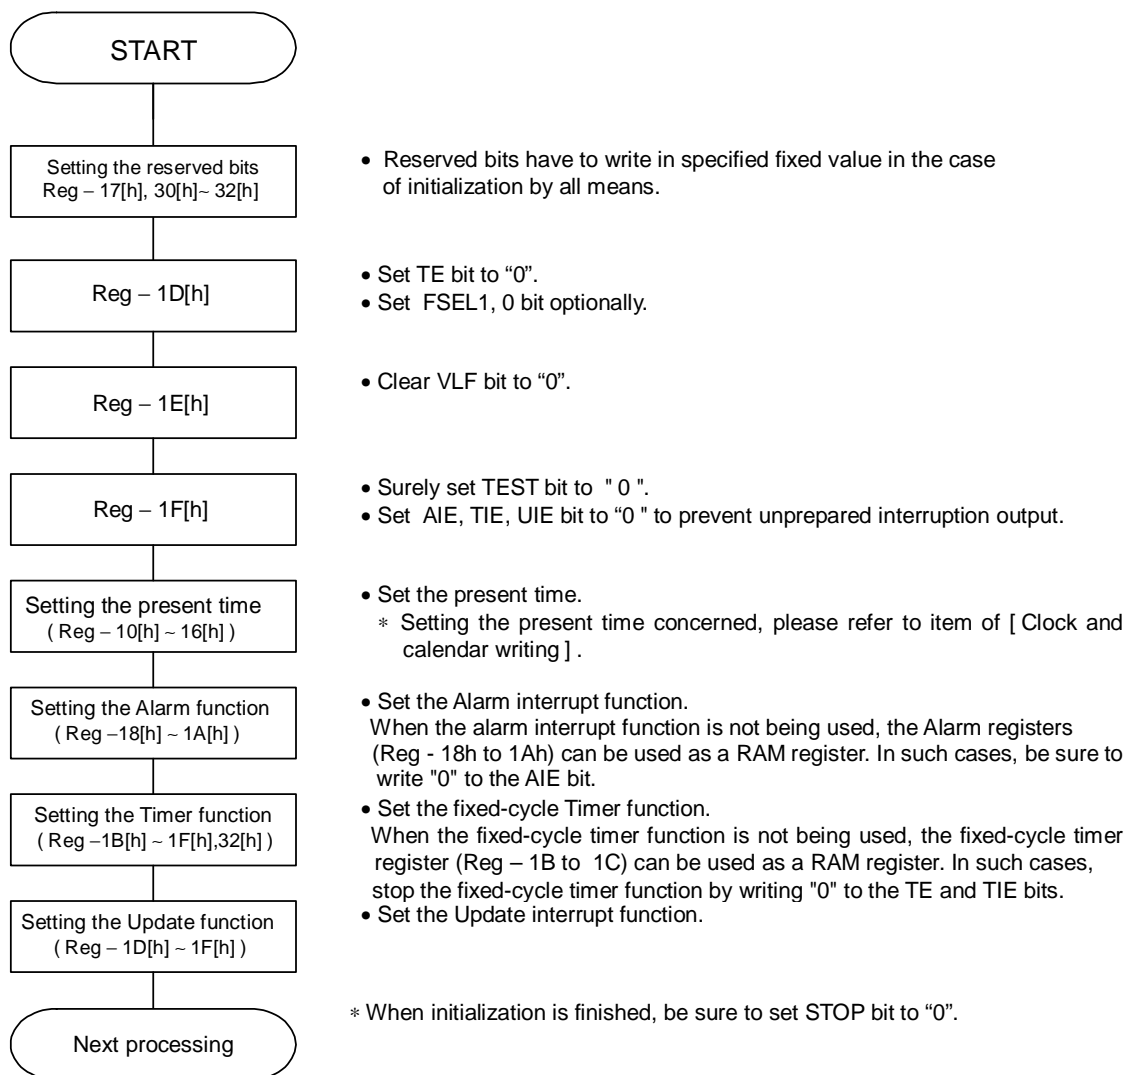 START
Setting the reserved bits
Reg – 17[h], 30[h]~ 32[h]
• Reserved bits have to write in specified fixed value in the case
of initialization by all means.
Reg – 1D[h]
• Set TE bit to “0”.
• Set FSEL1, 0 bit optionally.
Reg – 1E[h]
• Clear VLF bit to “0”.
Reg – 1F[h]
• Surely set TEST bit to " 0 ".
• Set AIE, TIE, UIE bit to “0 " to prevent unprepared interruption output.
Setting the present time
( Reg – 10[h] ~ 16[h] )
• Set the present time.
* Setting the present time concerned, please refer to item of [ Clock and
calendar writing ] .
Setting the Alarm function
( Reg –18[h] ~ 1A[h] )
• Set the Alarm interrupt function.
When the alarm interrupt function is not being used, the Alarm registers
(Reg - 18h to 1Ah) can be used as a RAM register. In such cases, be sure to
write "0" to the AIE bit.
Setting the Timer function
( Reg –1B[h] ~ 1F[h],32[h] )
• Set the fixed-cycle Timer function.
When the fixed-cycle timer function is not being used, the fixed-cycle timer
register (Reg – 1B to 1C) can be used as a RAM register. In such cases,
stop the fixed-cycle timer function by writing "0" to the TE and TIE bits.
Setting the Update function
( Reg – 1D[h] ~ 1F[h] )
• Set the Update interrupt function.
Next processing
* When initialization is finished, be sure to set STOP bit to “0”.